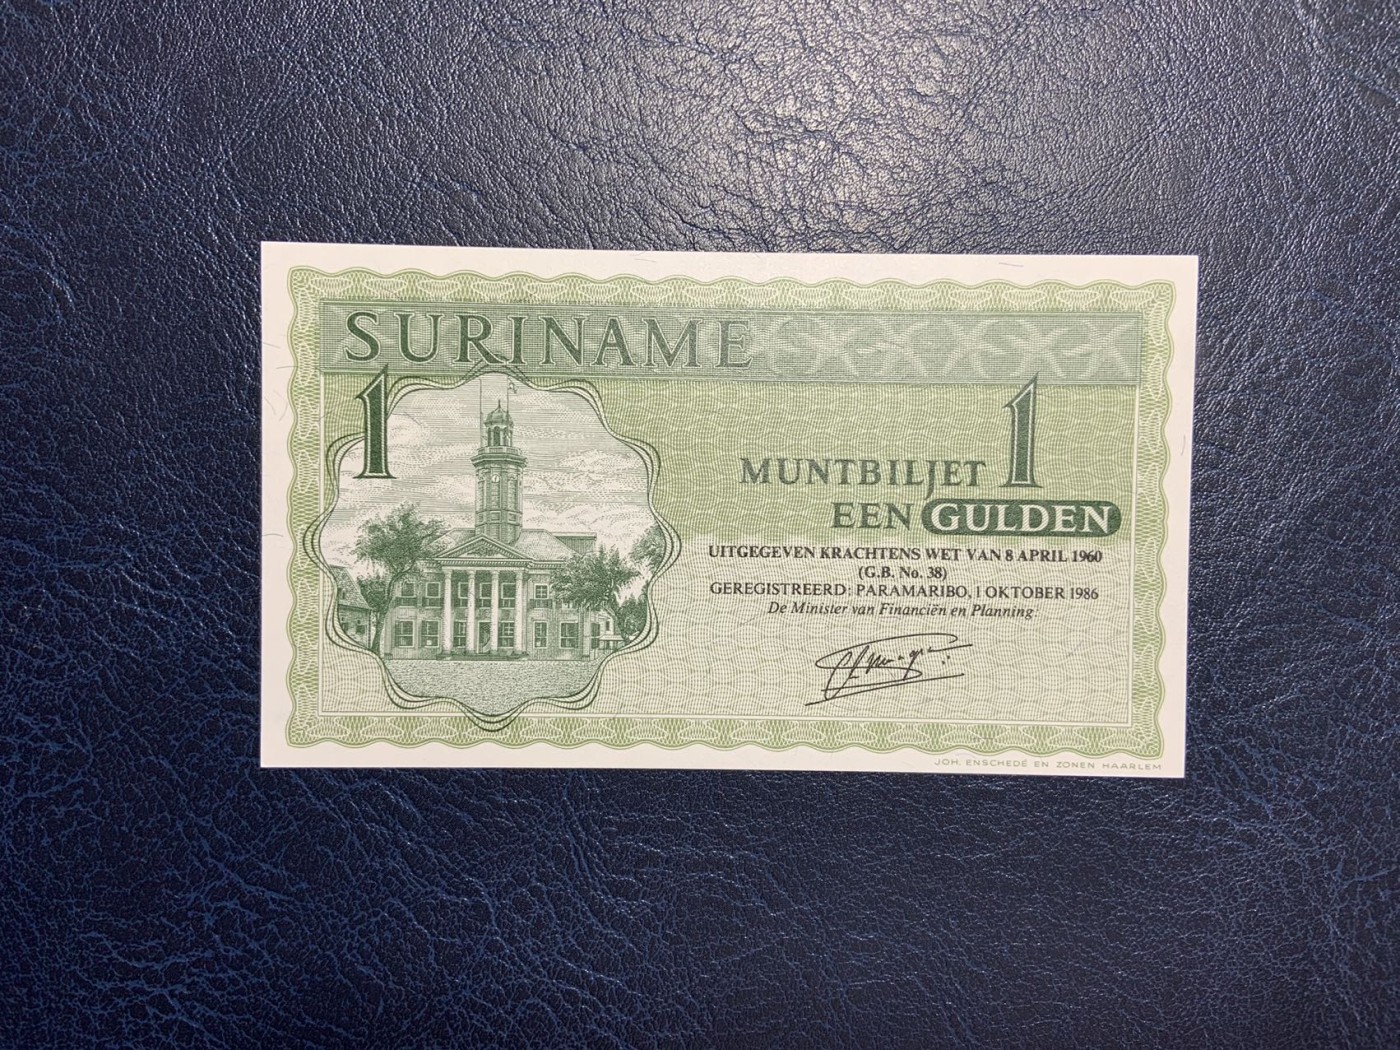 SURINAME
1
1
MUNTBILJET
EEN GULDEN
UITGEGEVEN KRACHTENS WET VAN 8 APRIL 1960
(G.B. No. 38)
GEREGISTREERD: PARAMARIBO, 1 OKTOBER 1986
De Minister van Financiën en Planning:
JOH. ENSCHEDÉ EN ZONEN HAARLEM